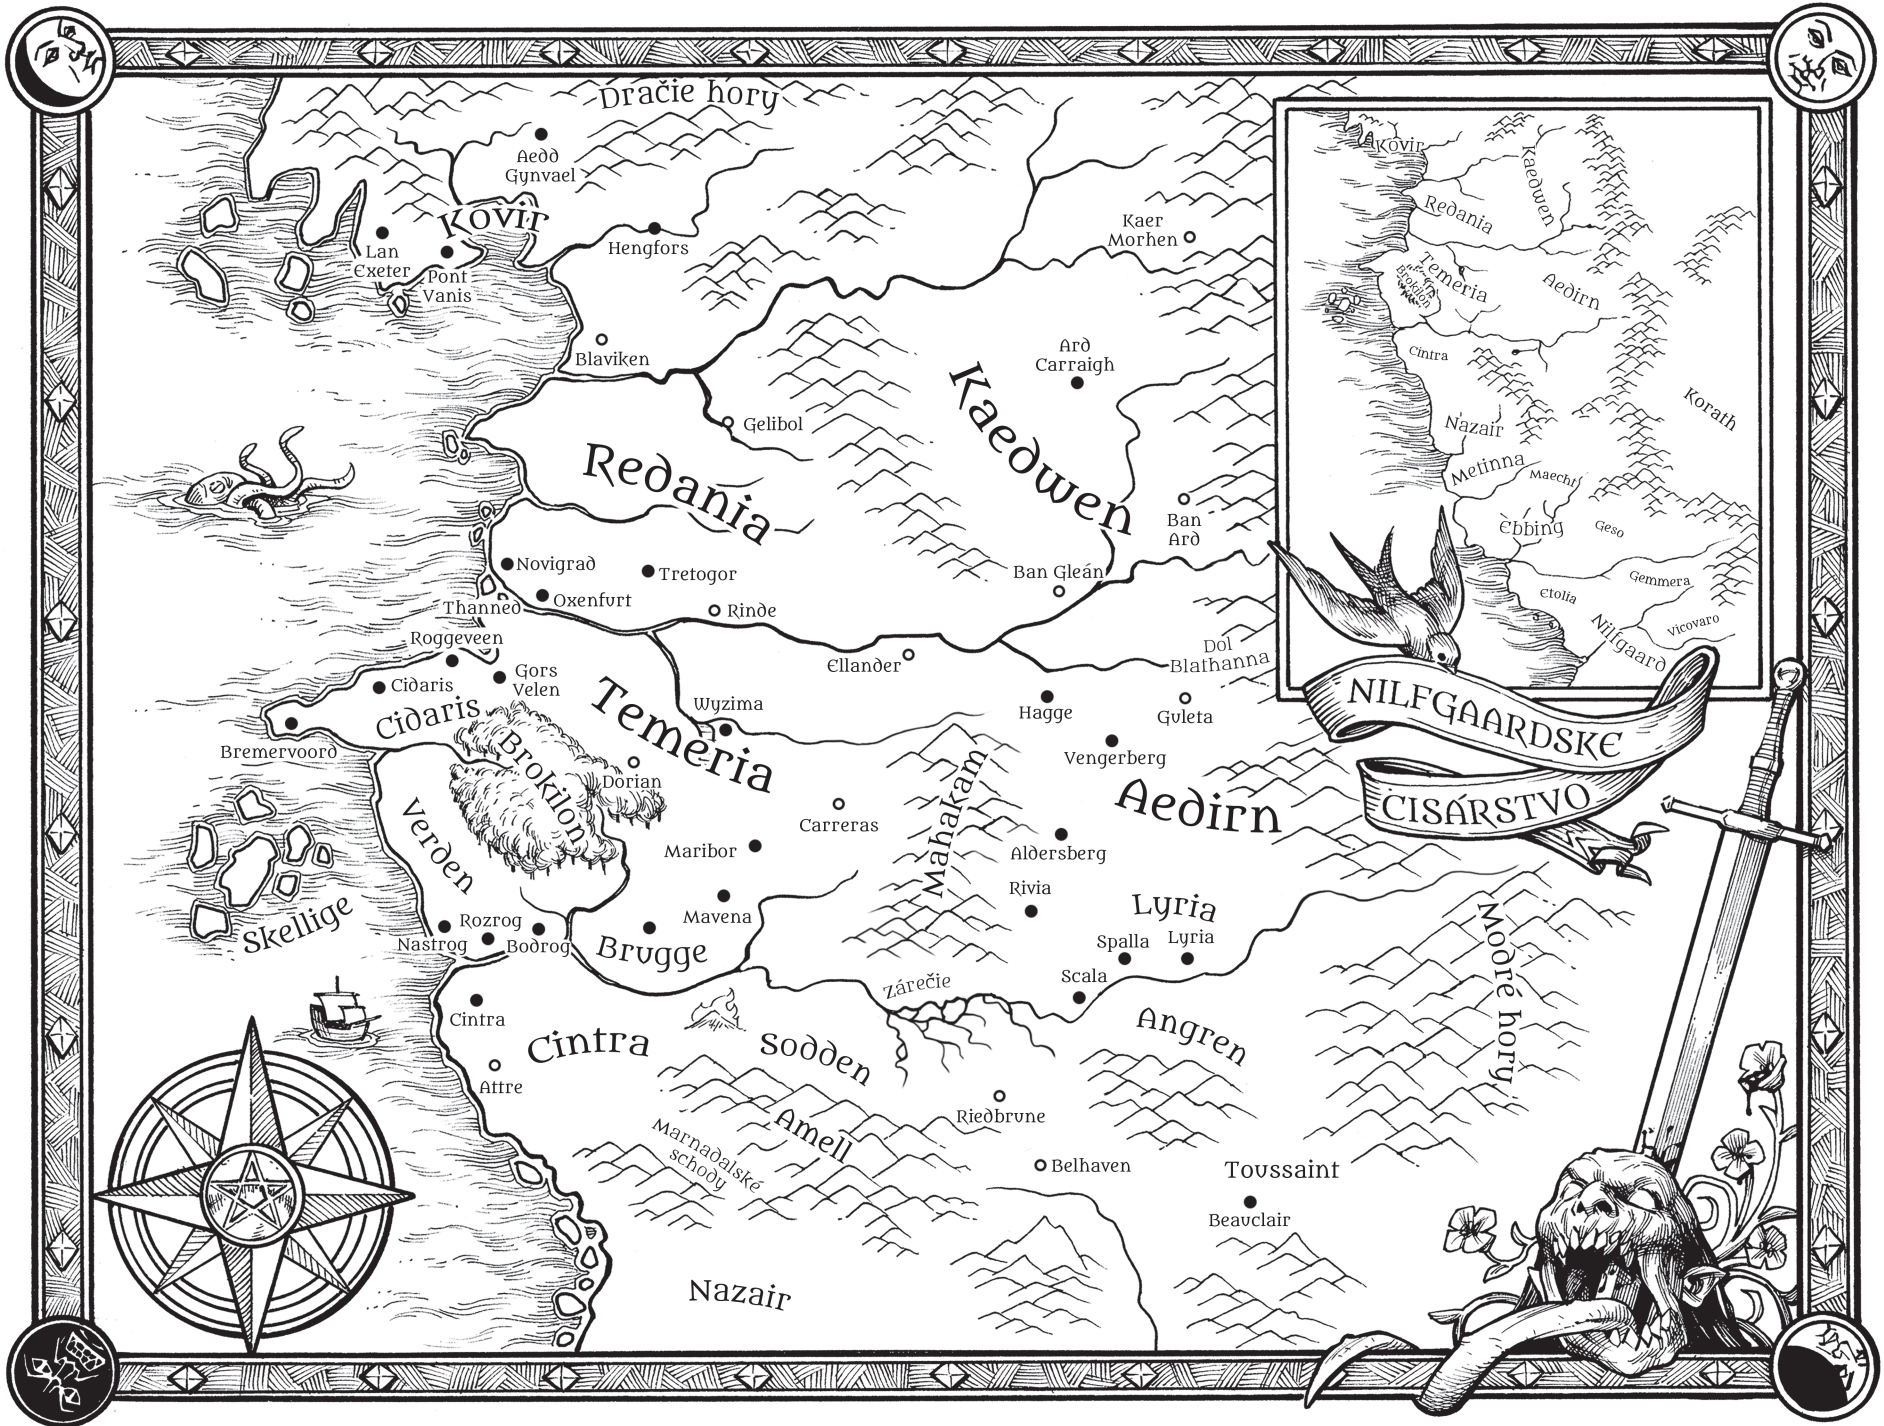 Dračie hory
Aedd
Gynvael
Kovir
Lan
Exeter
Pont
Vanis
Hengfors
Kaer
Morhen
Blaviken
Ard
Carraigh
Gelibol
Kaedwen
Redania
Ban
Ard
Novigrad
Tretogor
Ban Gleán
Oxenfurt
Thanned
Rinde
Roggeveen
Ellander
Dol
Blathanna
Gors
Velen
Cidaris
Cidaris
Temeria
Wyzima
Hagge
Guleta
Bremervoord
Brokilon
Dorian
Vengerberg
Mahakam
Aedirn
Verden
Carreras
Maribor
Aldersberg
Rivia
Lyria
Mavena
Skellige
Rozrog
Nastrog
Bodrog
Brugge
Spalla
Lyria
Scala
Modré hory
Zárečie
Cintra
Cintra
Sodden
Angren
Attre
Riedbrune
Amell
Marnadalské
schody
Belhaven
Toussaint
Beauclair
Nazair
Kovir
Kaedwen
Redania
Temeria
Brokilon
Aedirn
Cintra
Korath
Nazair
Metinna
Maecht
Ebbing
Geso
Gemmera
Etolia
Vicovaro
Nilfgaard
NILFGAARDSKE
CISÁRSTVO